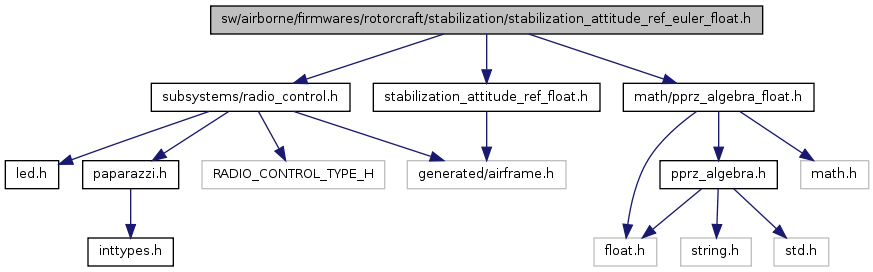 sw/airborne/firmwares/rotorcraft/stabilization/stabilization_attitude_ref_euler_float.h
subsystems/radio_control.h
stabilization_attitude_ref_float.h
math/pprz_algebra_float.h
led.h
paparazzi.h
RADIO_CONTROL_TYPE_H
generated/airframe.h
pprz_algebra.h
math.h
inttypes.h
float.h
string.h
std.h